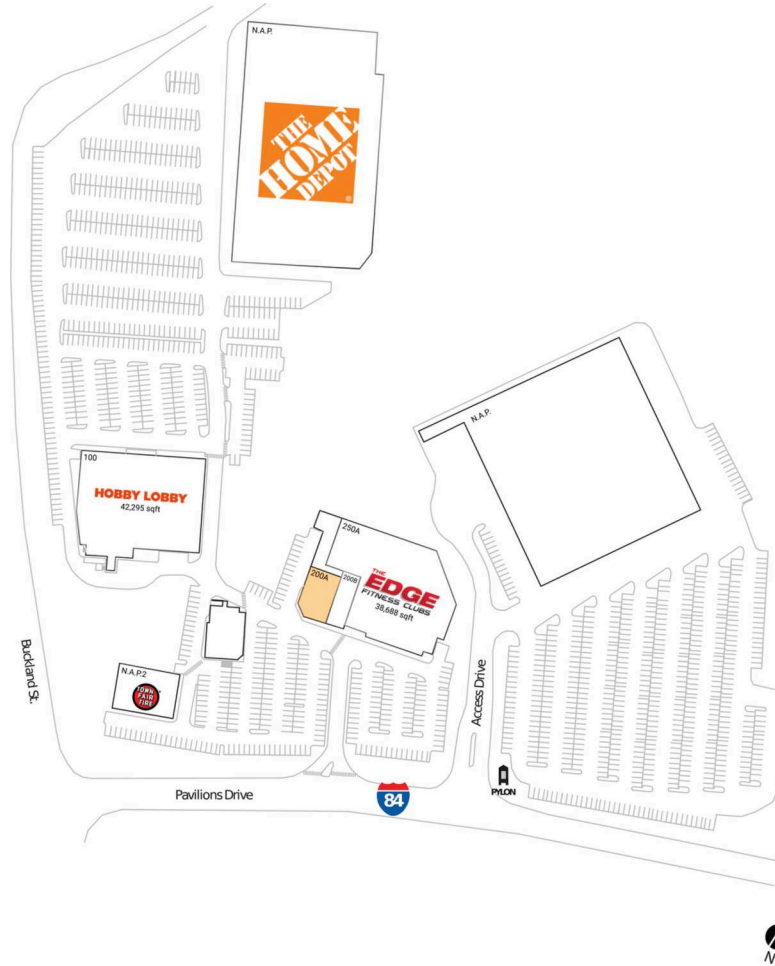 N.A.P.
THE
HOME
DEPOT
®
N.A.P.
100
HOBBY LOBBY
42,295 sqft
250A
200A
200B
THE
EDGE
FITNESS CLUBS
38,688 sqft
N.A.P.2
TOWN
FAIR
TIRE
Buckland St.
Access Drive
Pavilions Drive
84
PYLON
N